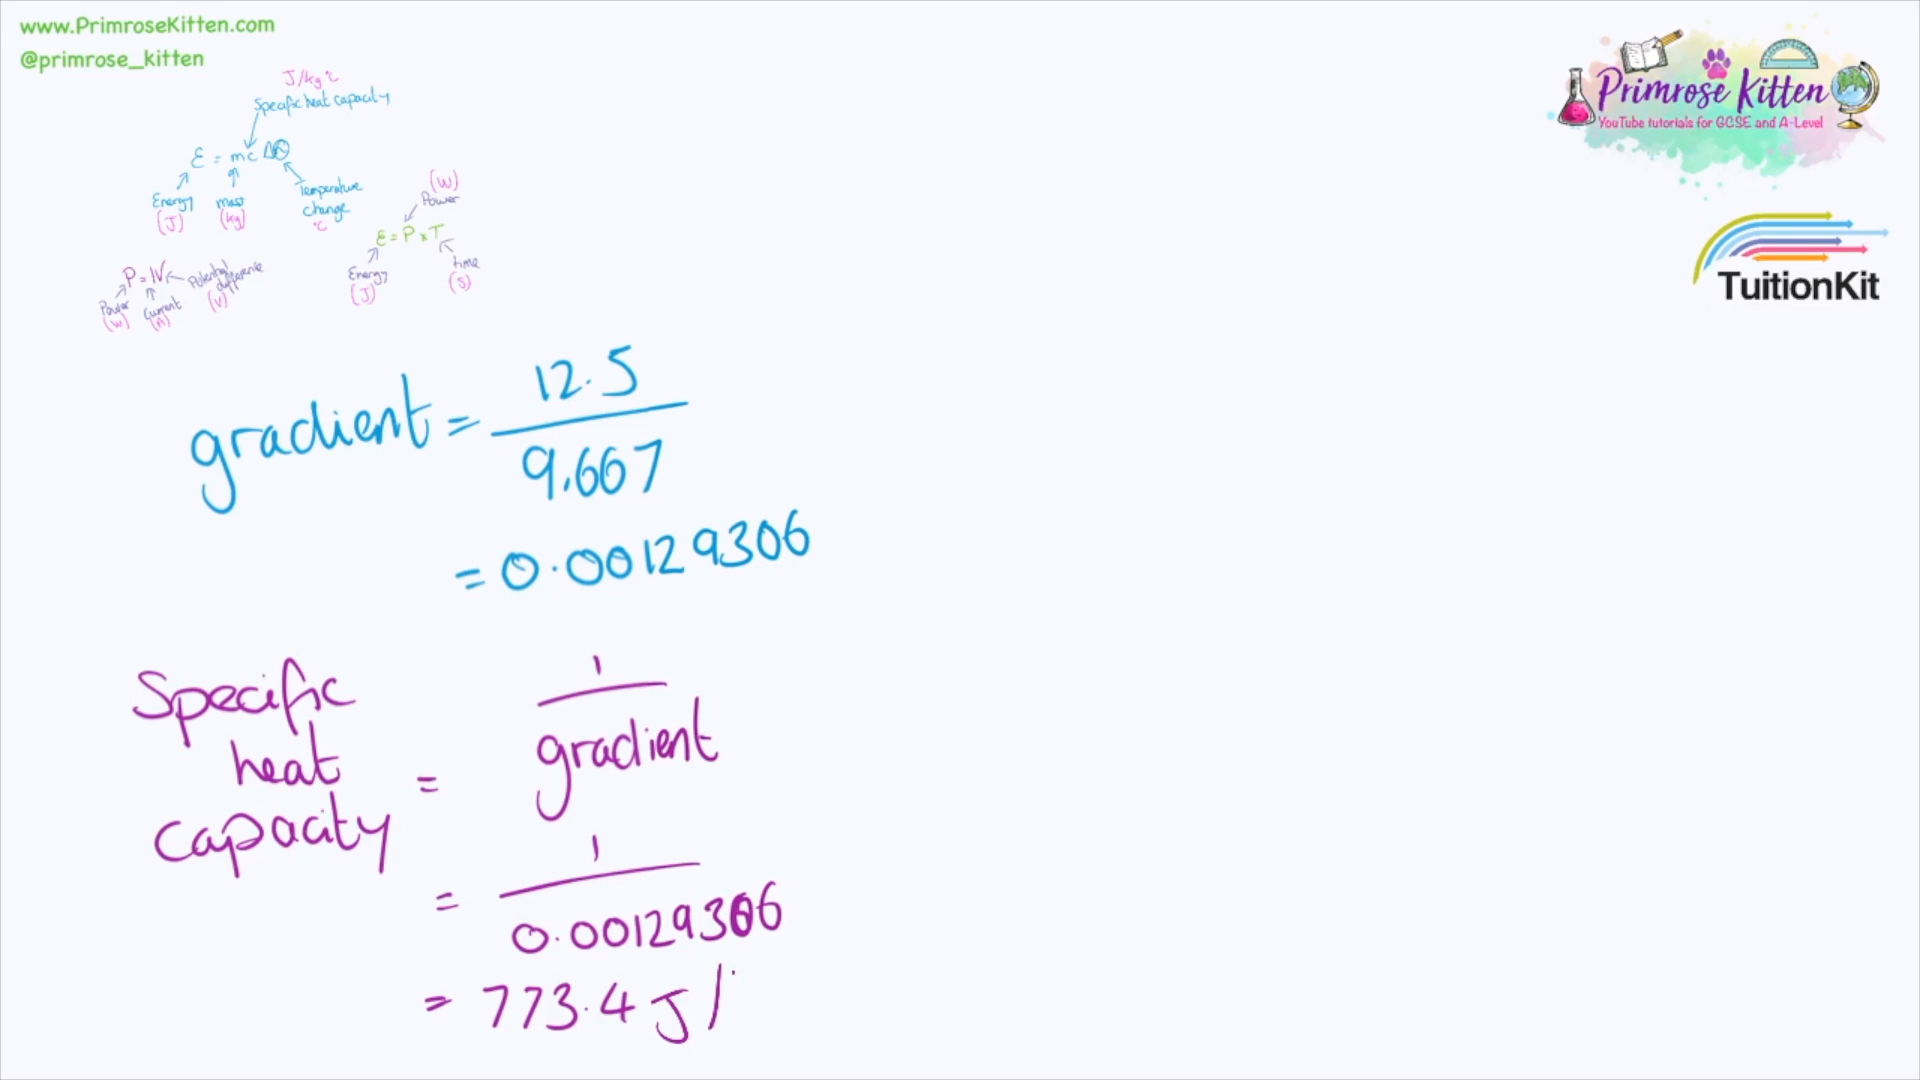 www.PrimroseKitten.com
@primrose_kitten
J/kg°C
Specific heat capacity
E = mcΔθ
Energy
(J)
mass
(kg)
Temperature
change
°C
(W)
Power
E = P x T
Energy
(J)
time
(s)
P = IV
Power
(W)
Current
(A)
Potential
difference
(V)
Primrose Kitten
YouTube tutorials for GCSE and A-Level
TuitionKit
gradient = 12.5
9.667
= 0.00129306
Specific
heat
capacity
= 1
gradient
= 1
0.00129306
= 773.4 J/